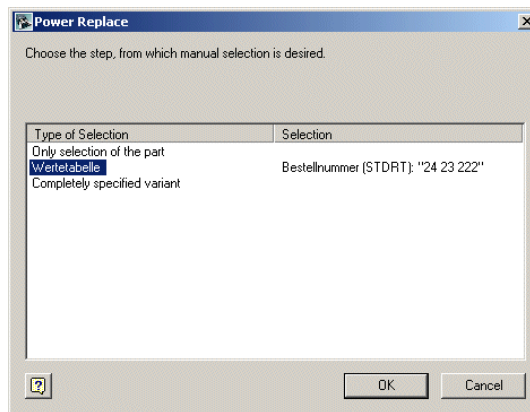 Power Replace
Choose the step, from which manual selection is desired.
Type of Selection Selection
Only selection of the part
Wertetabelle Bestellnummer (STDRT): "24 23 222"
Completely specified variant
OK Cancel